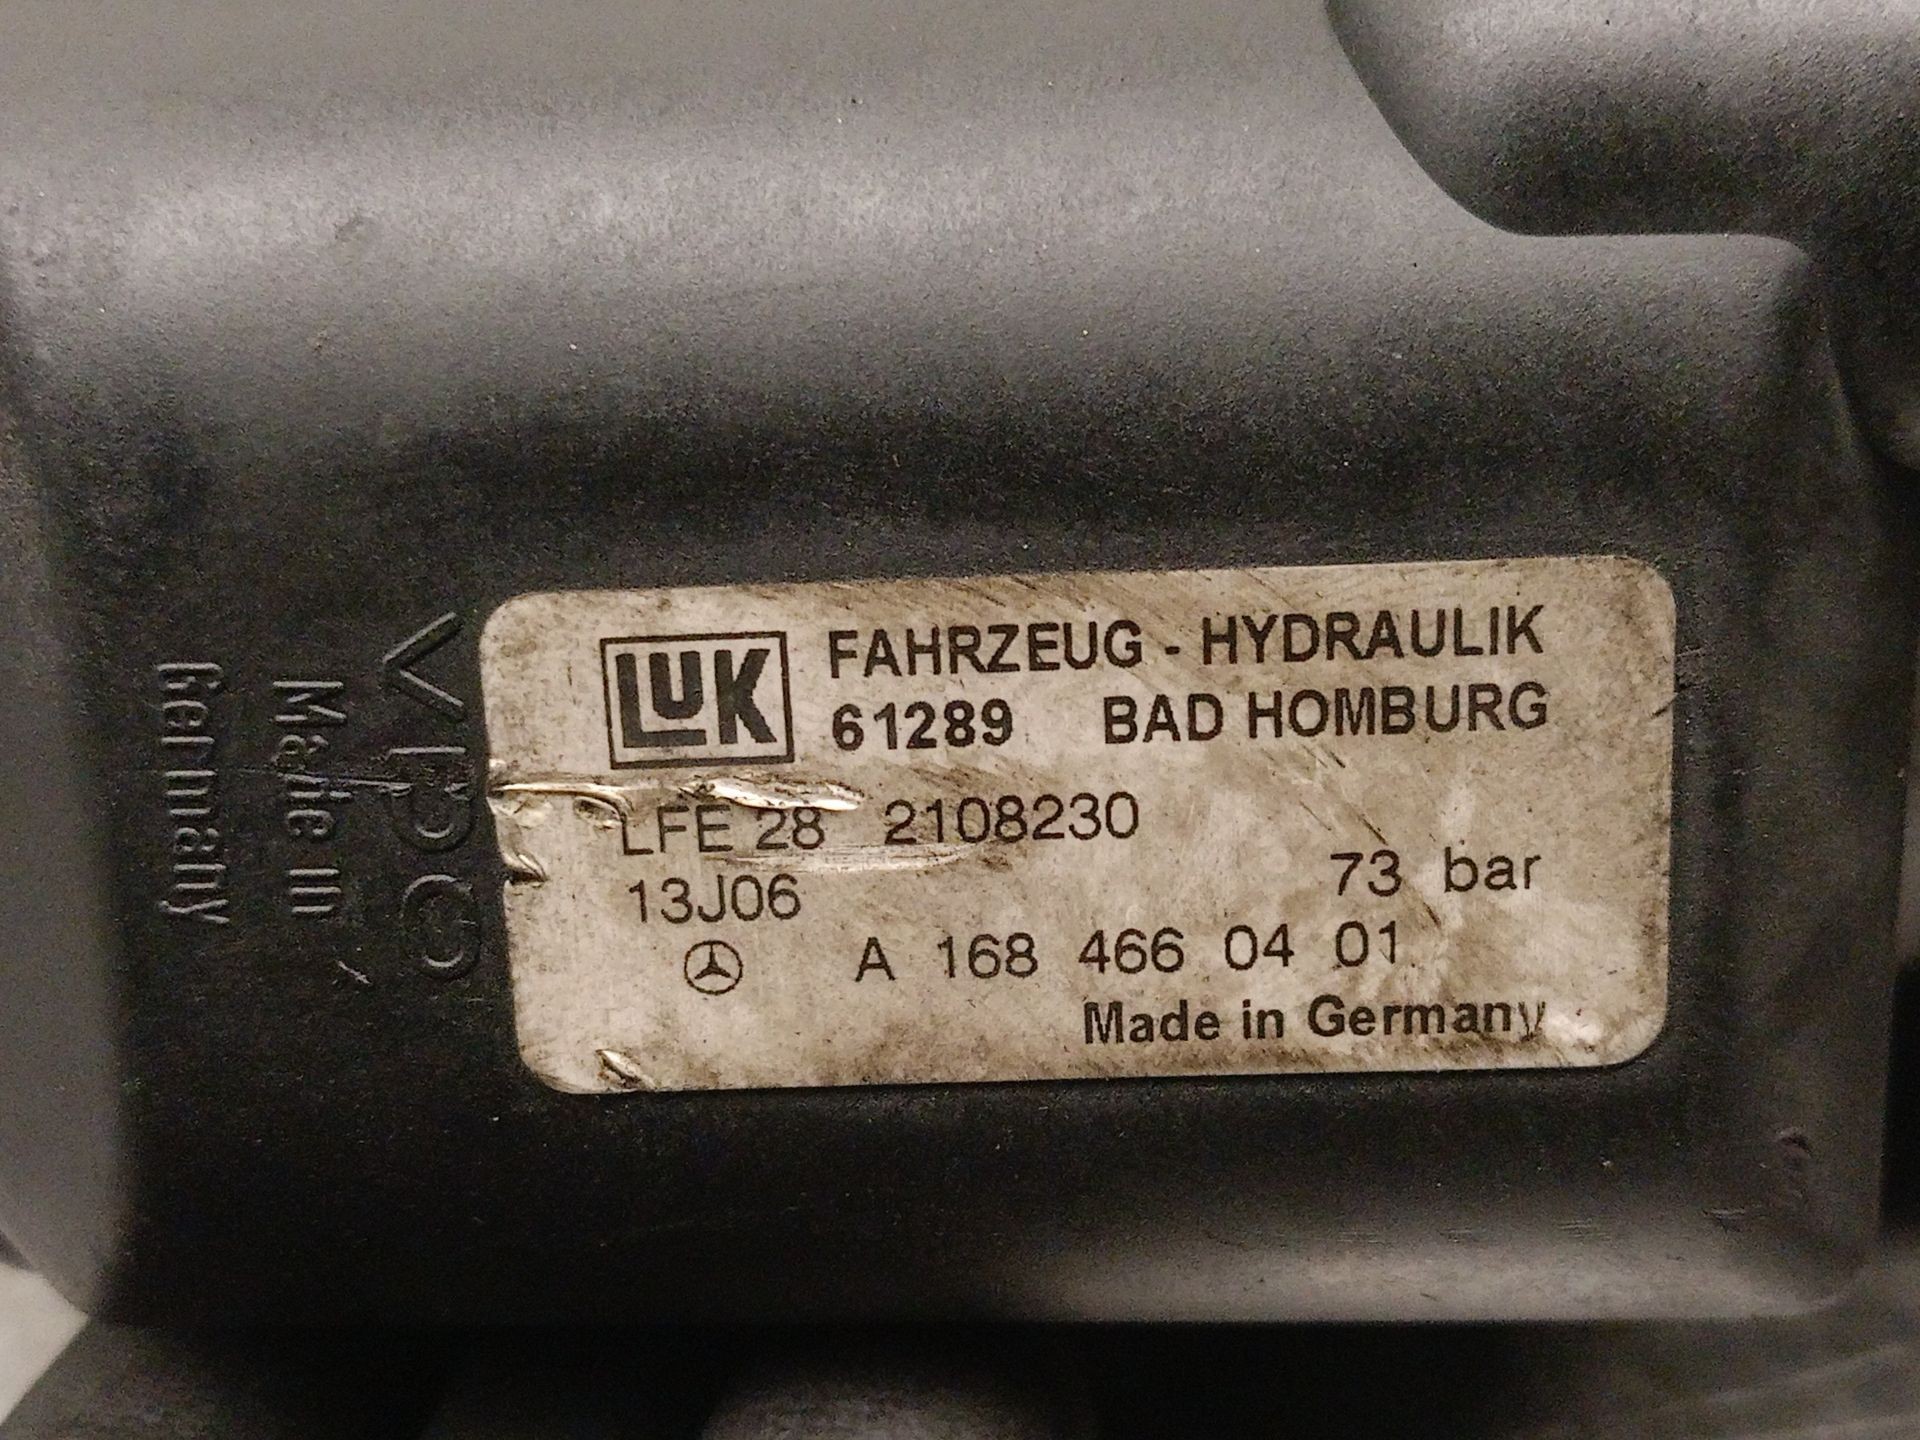 LUK FAHRZEUG - HYDRAULIK
61289 BAD HOMBURG
LFE 28 2108230
13J06 73 bar
A 168 466 04 01
Made in Germany
VDO
Made in
Germany